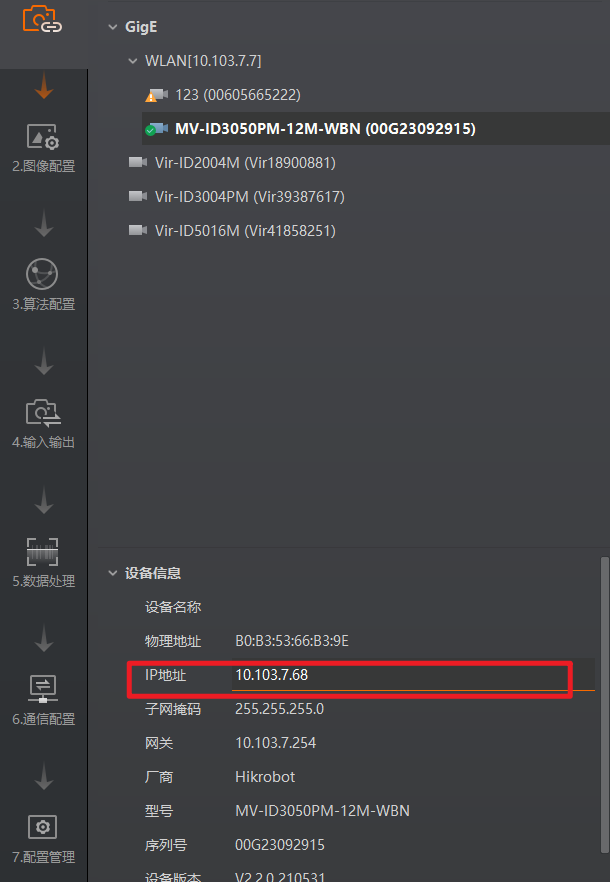 GigE
WLAN[10.103.7.7]
123 (00605665222)
MV-ID3050PM-12M-WBN (00G23092915)
Vir-ID2004M (Vir18900881)
Vir-ID3004PM (Vir39387617)
Vir-ID5016M (Vir41858251)
2.图像配置
3.算法配置
4.输入输出
5.数据处理
6.通信配置
7.配置管理
设备信息
设备名称
物理地址 B0:B3:53:66:B3:9E
IP地址 10.103.7.68
子网掩码 255.255.255.0
网关 10.103.7.254
厂商 Hikrobot
型号 MV-ID3050PM-12M-WBN
序列号 00G23092915
设备版本 V2.2.0 210531